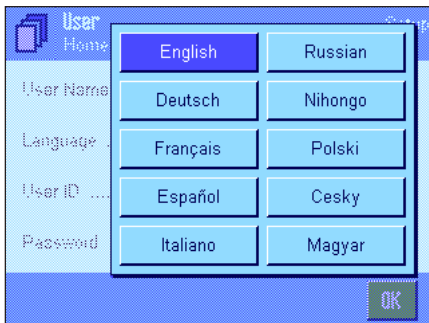 User
Home
Setup
English
Russian
User Name
Deutsch
Nihongo
Language .
Français
Polski
User ID ....
Español
Cesky
Password
Italiano
Magyar
OK